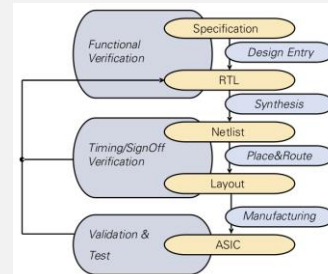 Specification
Functional
Verification
Design Entry
RTL
Synthesis
Netlist
Timing/SignOff
Verification
Place&Route
Layout
Manufacturing
Validation &
Test
ASIC